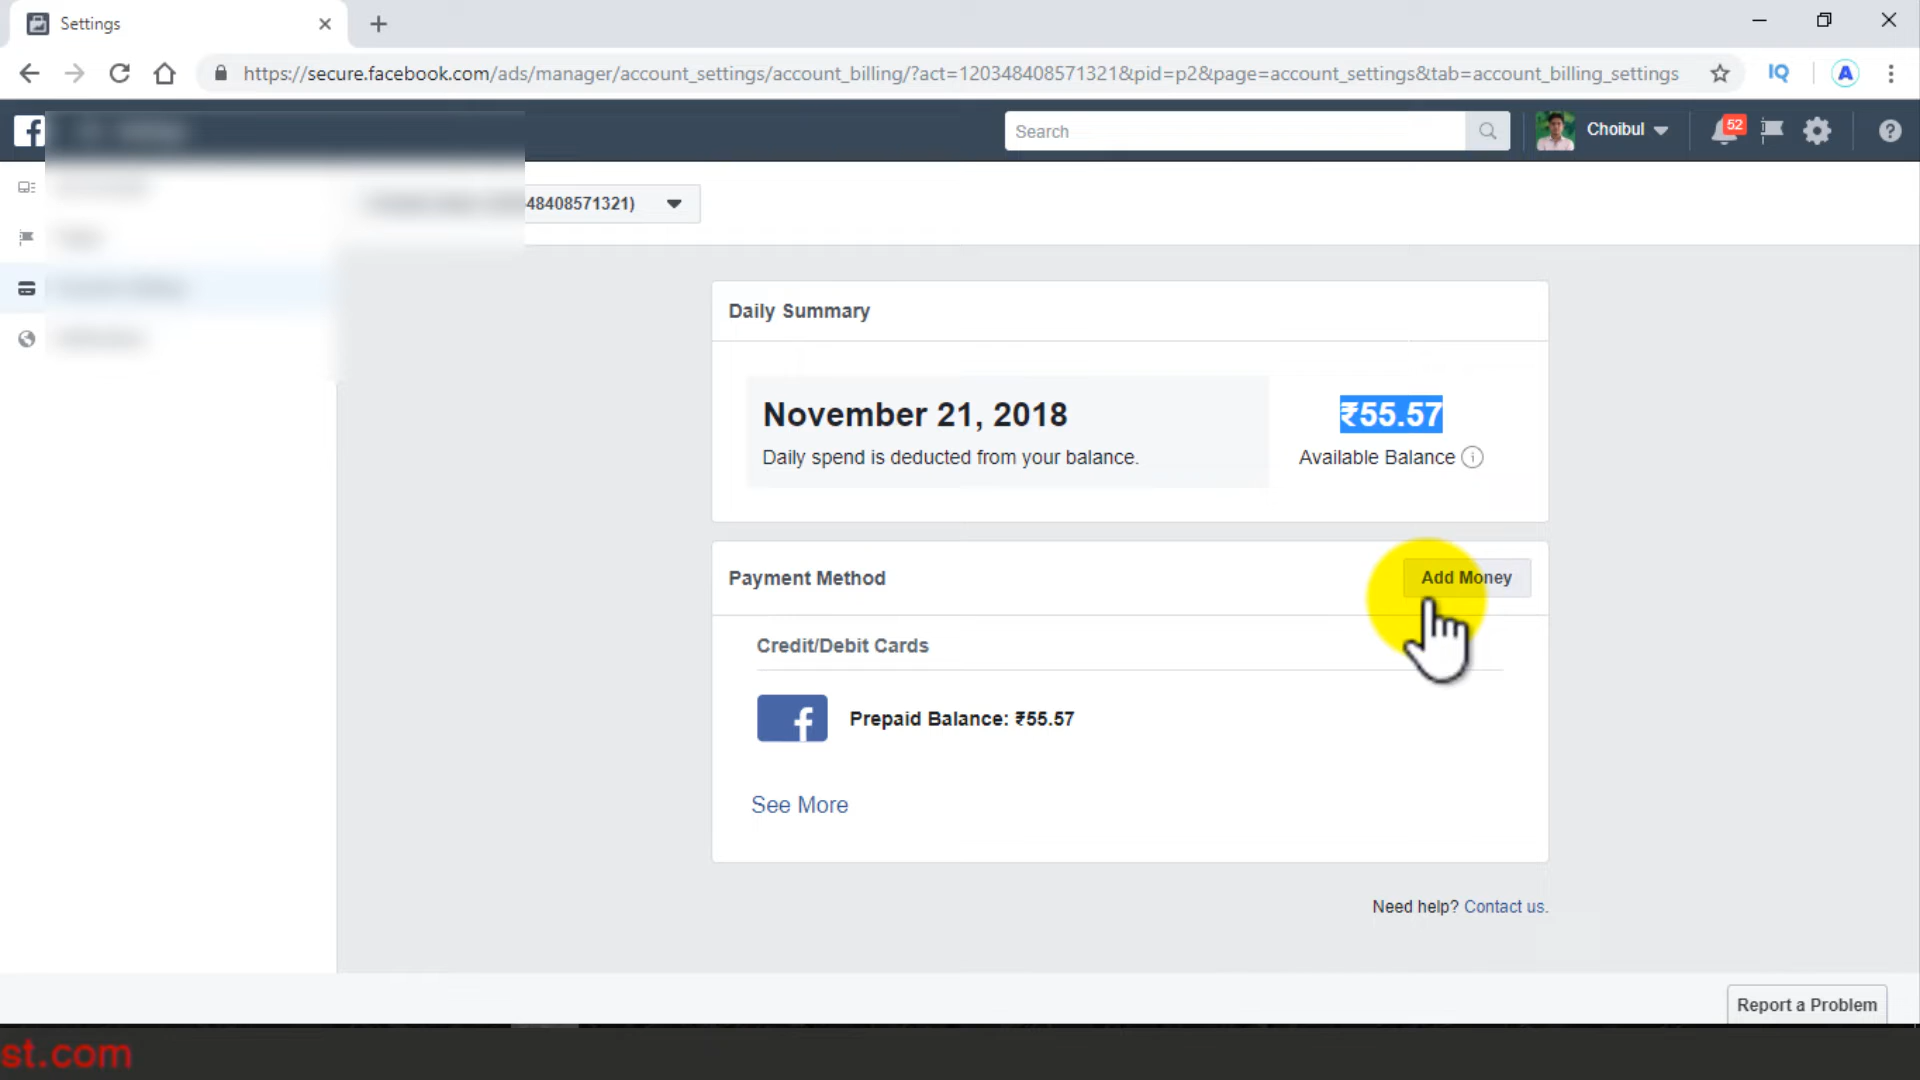 Settings
https://secure.facebook.com/ads/manager/account_settings/account_billing/?act=120348408571321&pid=p2&page=account_settings&tab=account_billing_settings
IQ
A
Search
Choibul
52
48408571321)
Daily Summary
November 21, 2018
₹55.57
Daily spend is deducted from your balance.
Available Balance
Payment Method
Add Money
Credit/Debit Cards
Prepaid Balance: ₹55.57
See More
Need help? Contact us.
Report a Problem
st.com